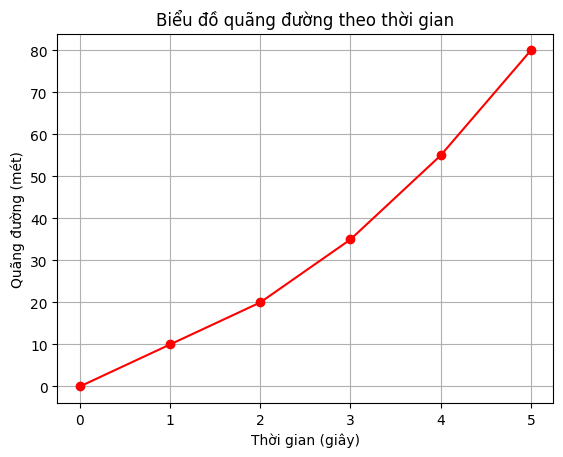 Biểu đồ quãng đường theo thời gian
Quãng đường (mét)
80
70
60
50
40
30
20
10
0
0 1 2 3 4 5
Thời gian (giây)